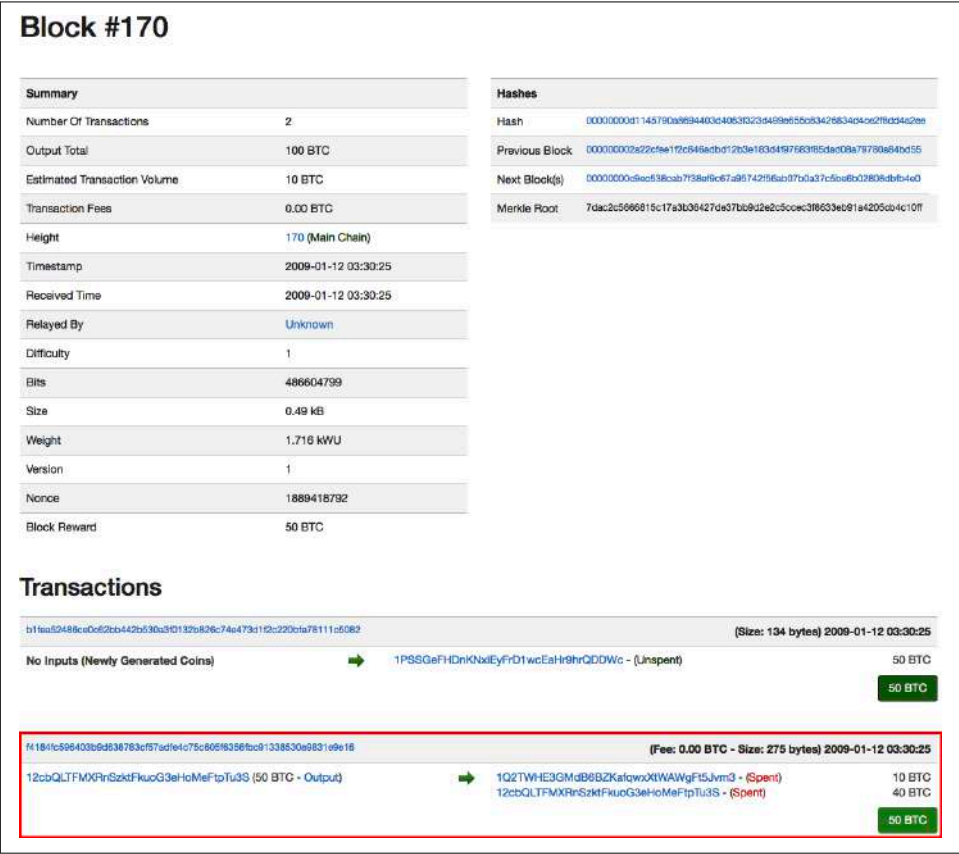 Block #170
Summary
Number Of Transactions 2
Output Total 100 BTC
Estimated Transaction Volume 10 BTC
Transaction Fees 0.00 BTC
Height 170 (Main Chain)
Timestamp 2009-01-12 03:30:25
Received Time 2009-01-12 03:30:25
Relayed By Unknown
Difficulty 1
Bits 486604799
Size 0.49 kB
Weight 1.716 kWU
Version 1
Nonce 1889418792
Block Reward 50 BTC
Hashes
Hash 00000000d1145790a8694403d4063f323d499e655c83426834d4ce2f8dd4a2ee
Previous Block 000000002a22cfee1f2c846adbd12b3e183d4f97683f85dad08a79780a84bd55
Next Block(s) 00000000c9ec538cab7f38ef9c67a95742f56ab07b0a37c5be6b02808dbfb4e0
Merkle Root 7dac2c5666815c17a3b36427de37bb9d2e2c5ccec3f8633eb91a4205cb4c10ff
Transactions
b1fea52486ce0c62bb442b530a3f0132b826c74e473d1f2c220bfa78111c5082 (Size: 134 bytes) 2009-01-12 03:30:25
No Inputs (Newly Generated Coins) 1PSSGeFHDnKNxiEyFrD1wcEaHr9hrQDDWc - (Unspent) 50 BTC
50 BTC
f4184fc596403b9d638783cf57adfe4c75c605f6356fbc91338530e9831e9e16 (Fee: 0.00 BTC - Size: 275 bytes) 2009-01-12 03:30:25
12cbQLTFMXRnSzktFkuoG3eHoMeFtpTu3S (50 BTC - Output) 1Q2TWHE3GMdB6BZKafqwxXtWAWgFt5Jvm3 - (Spent) 10 BTC
12cbQLTFMXRnSzktFkuoG3eHoMeFtpTu3S - (Spent) 40 BTC
50 BTC